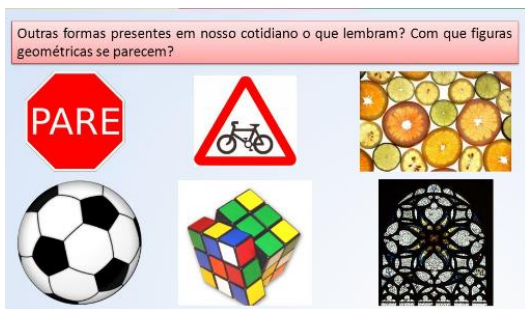 Outras formas presentes em nosso cotidiano o que lembram? Com que figuras
geométricas se parecem?
PARE